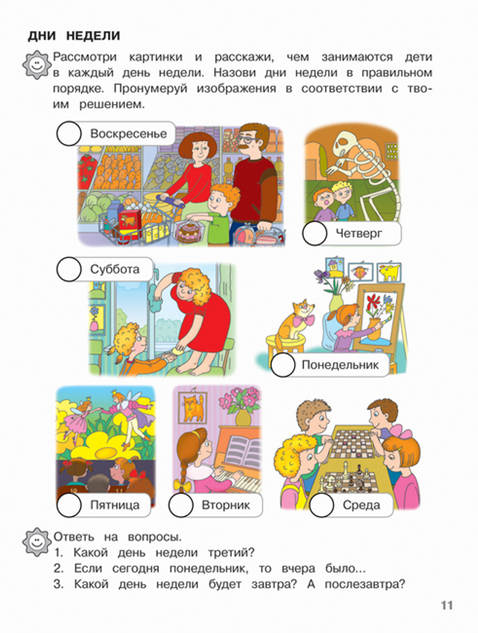 ДНИ НЕДЕЛИ
Рассмотри картинки и расскажи, чем занимаются дети
в каждый день недели. Назови дни недели в правильном
порядке. Пронумеруй изображения в соответствии с тво-
им решением.
Воскресенье
Четверг
Суббота
Понедельник
Пятница
Вторник
Среда
Ответь на вопросы.
1. Какой день недели третий?
2. Если сегодня понедельник, то вчера было...
3. Какой день недели будет завтра? А послезавтра?
11